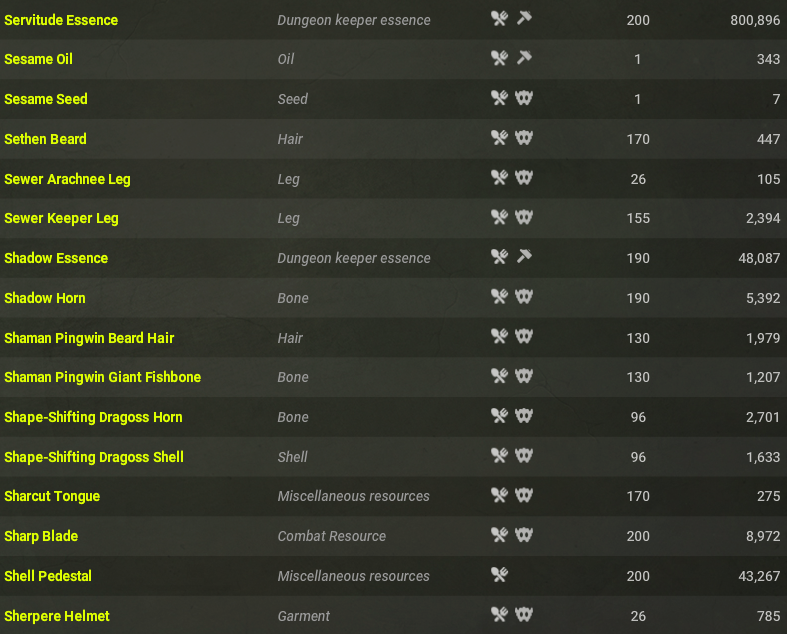 Servitude Essence Dungeon keeper essence 200 800,896
Sesame Oil Oil 1 343
Sesame Seed Seed 1 7
Sethen Beard Hair 170 447
Sewer Arachnee Leg Leg 26 105
Sewer Keeper Leg Leg 155 2,394
Shadow Essence Dungeon keeper essence 190 48,087
Shadow Horn Bone 190 5,392
Shaman Pingwin Beard Hair Hair 130 1,979
Shaman Pingwin Giant Fishbone Bone 130 1,207
Shape-Shifting Dragoss Horn Bone 96 2,701
Shape-Shifting Dragoss Shell Shell 96 1,633
Sharcut Tongue Miscellaneous resources 170 275
Sharp Blade Combat Resource 200 8,972
Shell Pedestal Miscellaneous resources 200 43,267
Sherpere Helmet Garment 26 785